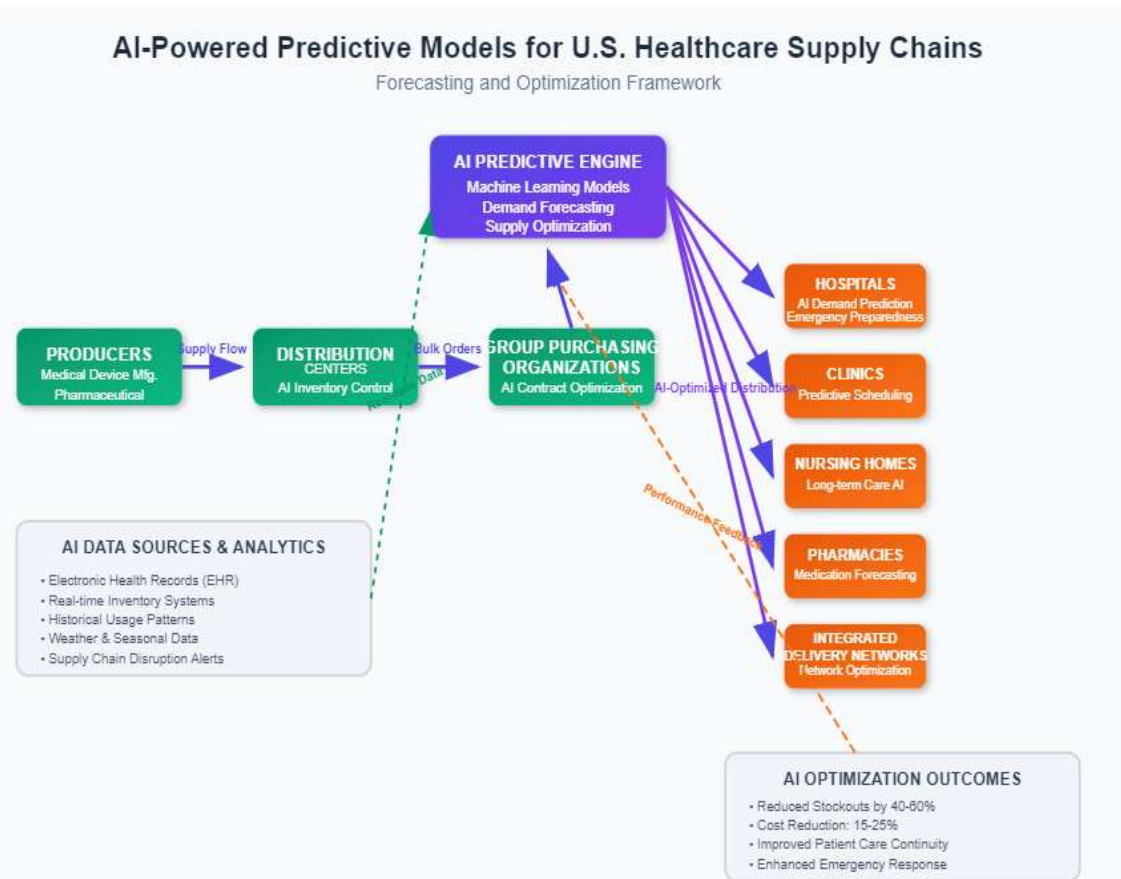 AI-Powered Predictive Models for U.S. Healthcare Supply Chains
Forecasting and Optimization Framework
AI PREDICTIVE ENGINE
Machine Learning Models
Demand Forecasting
Supply Optimization
PRODUCERS
Medical Device Mfg.
Pharmaceutical
Supply Flow
DISTRIBUTION
CENTERS
AI Inventory Control
Bulk Orders
GROUP PURCHASING
ORGANIZATIONS
AI Contract Optimization
AI-Optimized Distribution
Data
HOSPITALS
AI Demand Prediction
Emergency Preparedness
CLINICS
Predictive Scheduling
NURSING HOMES
Long-term Care AI
PHARMACIES
Medication Forecasting
INTEGRATED
DELIVERY NETWORKS
Network Optimization
Performance Feedback
AI DATA SOURCES & ANALYTICS
• Electronic Health Records (EHR)
• Real-time Inventory Systems
• Historical Usage Patterns
• Weather & Seasonal Data
• Supply Chain Disruption Alerts
AI OPTIMIZATION OUTCOMES
• Reduced Stockouts by 40-60%
• Cost Reduction: 15-25%
• Improved Patient Care Continuity
• Enhanced Emergency Response